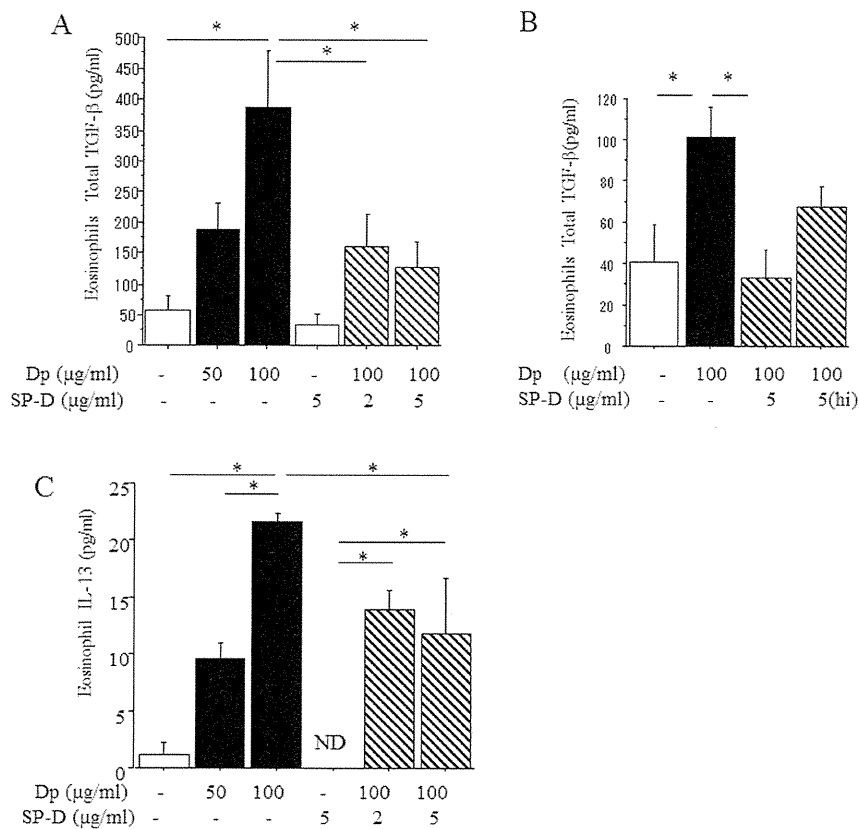 A
Eosinophils Total TGF-β (pg/ml)
500
450
400
350
300
250
200
150
100
50
0
* *
*
Dp (μg/ml) - 50 100 - 100 100
SP-D (μg/ml) - - - 5 2 5
B
Eosinophils Total TGF-β(pg/ml)
120
100
80
60
40
20
0
* *
Dp (μg/ml) - 100 100 100
SP-D (μg/ml) - - 5 5(hi)
C
Eosinophil IL-13 (pg/ml)
25
20
15
10
5
0
* *
*
*
*
ND
Dp (μg/ml) - 50 100 - 100 100
SP-D (μg/ml) - - - 5 2 5